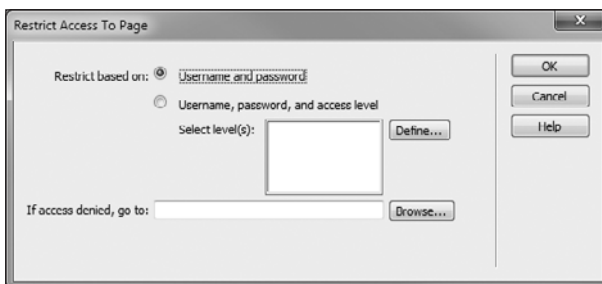 Restrict Access To Page
Restrict based on: Username and password
Username, password, and access level
Select level(s): Define...
If access denied, go to: Browse...
OK
Cancel
Help